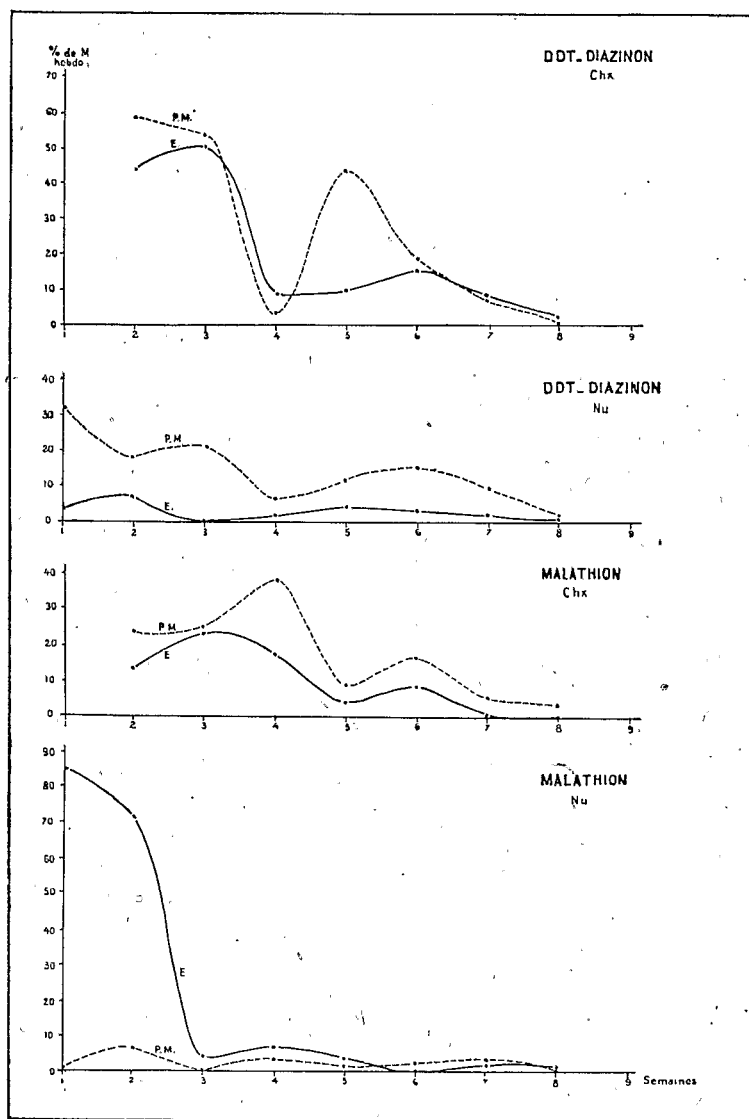 % de M
hebdo.
DDT_DIAZINON
Chx
70
60
50
40
30
20
10
0
P.M.
E.
1 2 3 4 5 6 7 8 9
DDT_DIAZINON
Nu
40
30
20
10
0
P.M
E.
1 2 3 4 5 6 7 8 9
MALATHION
Chx
40
30
20
10
0
P.M
E
1 2 3 4 5 6 7 8 9
MALATHION
Nu
90
80
70
60
50
40
30
20
10
0
E
P.M.
1 2 3 4 5 6 7 8 9 Semaines